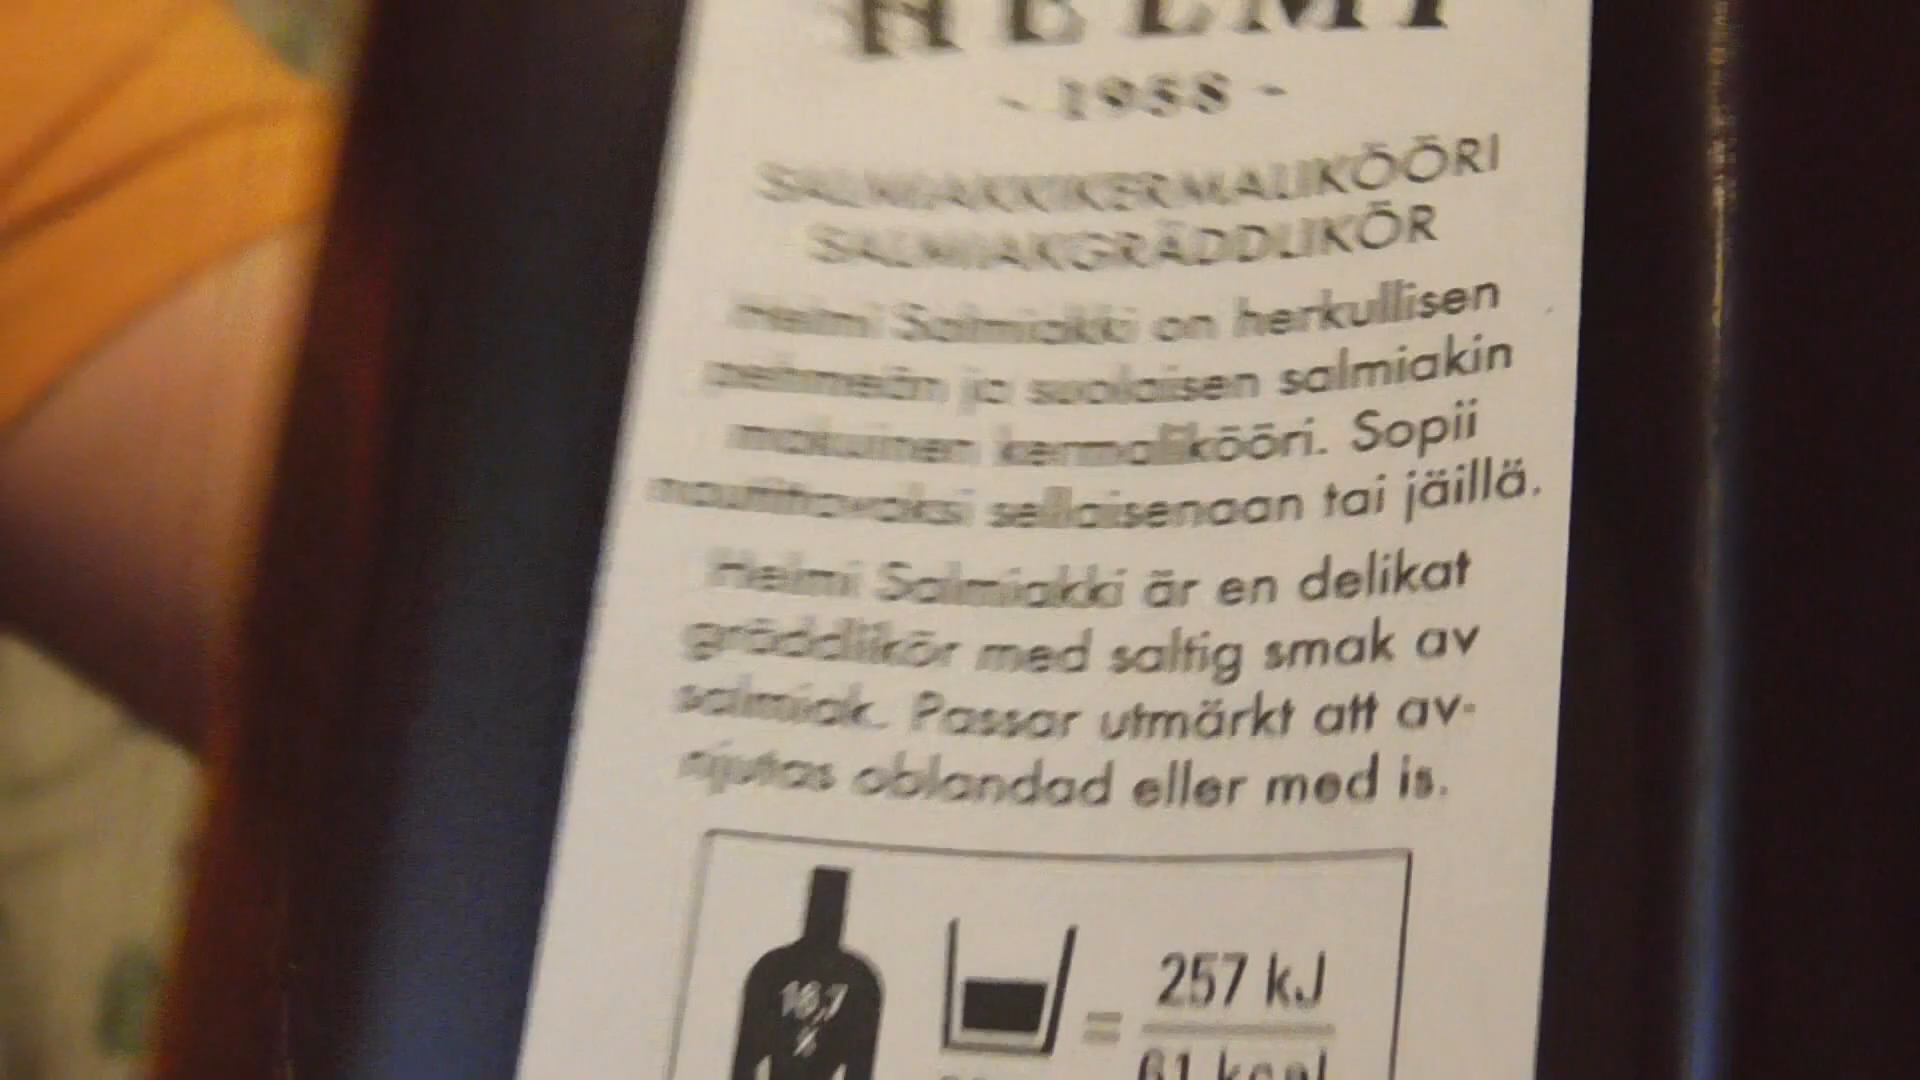 HELMI
- 1958 -
SALMIAKKIKERMALIKÖÖRI
SALMIAKGRÄDDLIKÖR
Helmi Salmiakki on herkullisen
pehmeän ja suolaisen salmiakin
makuinen kermalikööri. Sopii
nautittavaksi sellaisenaan tai jäillä.
Helmi Salmiakki är en delikat
gräddlikör med saltig smak av
salmiak. Passar utmärkt att av-
njutas oblandad eller med is.
= 257 kJ
61 kcal